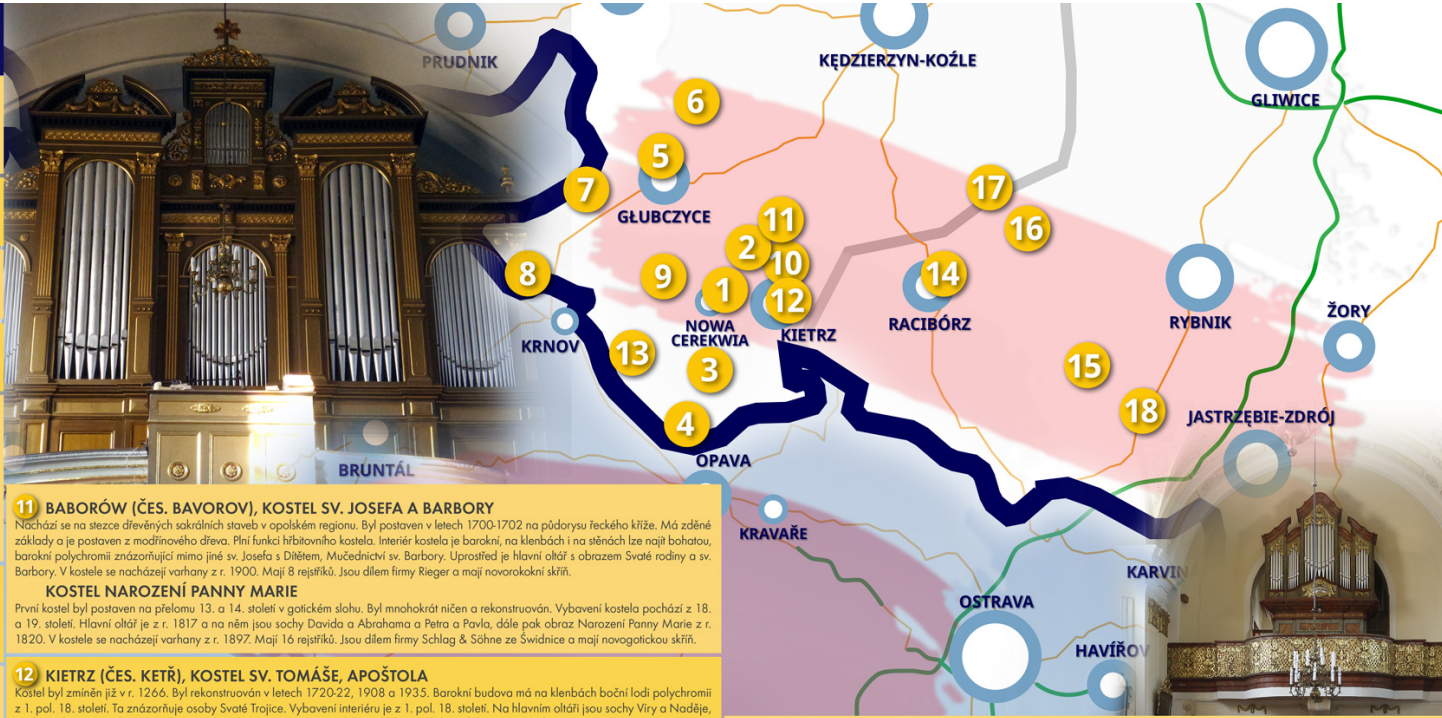 PRUDNIK
KĘDZIERZYN-KOŹLE
GLIWICE
6
5
7
GŁUBCZYCE
17
11
16
2
10
8
9
1
12
14
NOWA
CEREKWIA
KIETRZ
RACIBÓRZ
RYBNIK
ŽORY
KRNOV
13
3
15
18
4
JASTRZĘBIE-ZDRÓJ
OPAVA
BRUNTÁL
KRAVAŘE
KARVINA
OSTRAVA
HAVÍŘOV
11 BABORÓW (ČES. BAVOROV), KOSTEL SV. JOSEFA A BARBORY
Nachází se na stezce dřevěných sakrálních staveb v opolském regionu. Byl postaven v letech 1700-1702 na půdorysu řeckého kříže. Má zděné
základy a je postaven z modřínového dřeva. Plní funkci hřbitovního kostela. Interiér kostela je barokní, na klenbách i na stěnách lze najít bohatou,
barokní polychromii znázorňující mimo jiné sv. Josefa s Dítětem, Mučednictví sv. Barbory. Uprostřed je hlavní oltář s obrazem Svaté rodiny a sv.
Barbory. V kostele se nacházejí varhany z r. 1900. Mají 8 rejstříků. Jsou dílem firmy Rieger a mají novorokokní skříň.
KOSTEL NAROZENÍ PANNY MARIE
První kostel byl postaven na přelomu 13. a 14. století v gotickém slohu. Byl mnohokrát ničen a rekonstruován. Vybavení kostela pochází z 18.
a 19. století. Hlavní oltář je z r. 1817 a na něm jsou sochy Davida a Abrahama a Petra a Pavla, dále pak obraz Narození Panny Marie z r.
1820. V kostele se nacházejí varhany z r. 1897. Mají 16 rejstříků. Jsou dílem firmy Schlag & Söhne ze Świdnice a mají novogotickou skříň.
12 KIETRZ (ČES. KETŘ), KOSTEL SV. TOMÁŠE, APOŠTOLA
Kostel byl zmíněn již v r. 1266. Byl rekonstruován v letech 1720-22, 1908 a 1935. Barokní budova má na klenbách boční lodi polychromii
z 1. pol. 18. století. Ta znázorňuje osoby Svaté Trojice. Vybavení interiéru je z 1. pol. 18. století. Na hlavním oltáři jsou sochy Víry a Naděje,